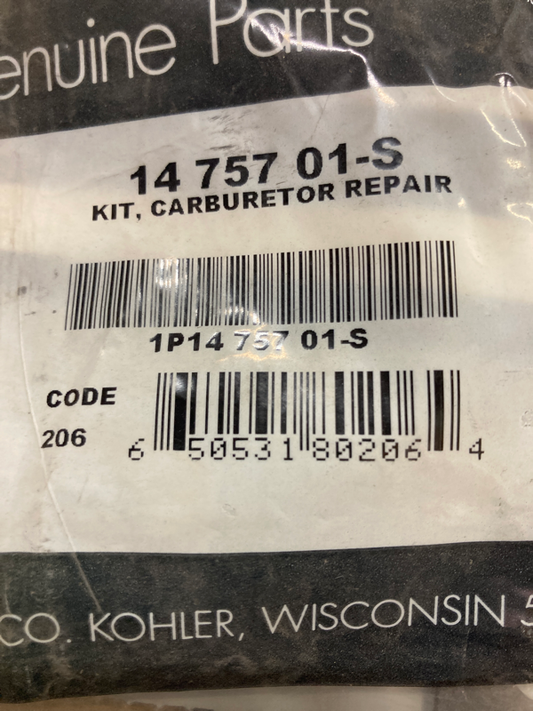 enuine Parts
14 757 01-S
KIT, CARBURETOR REPAIR
1P14 757 01-S
CODE
206
6 50531 80206 4
CO. KOHLER, WISCONSIN 5